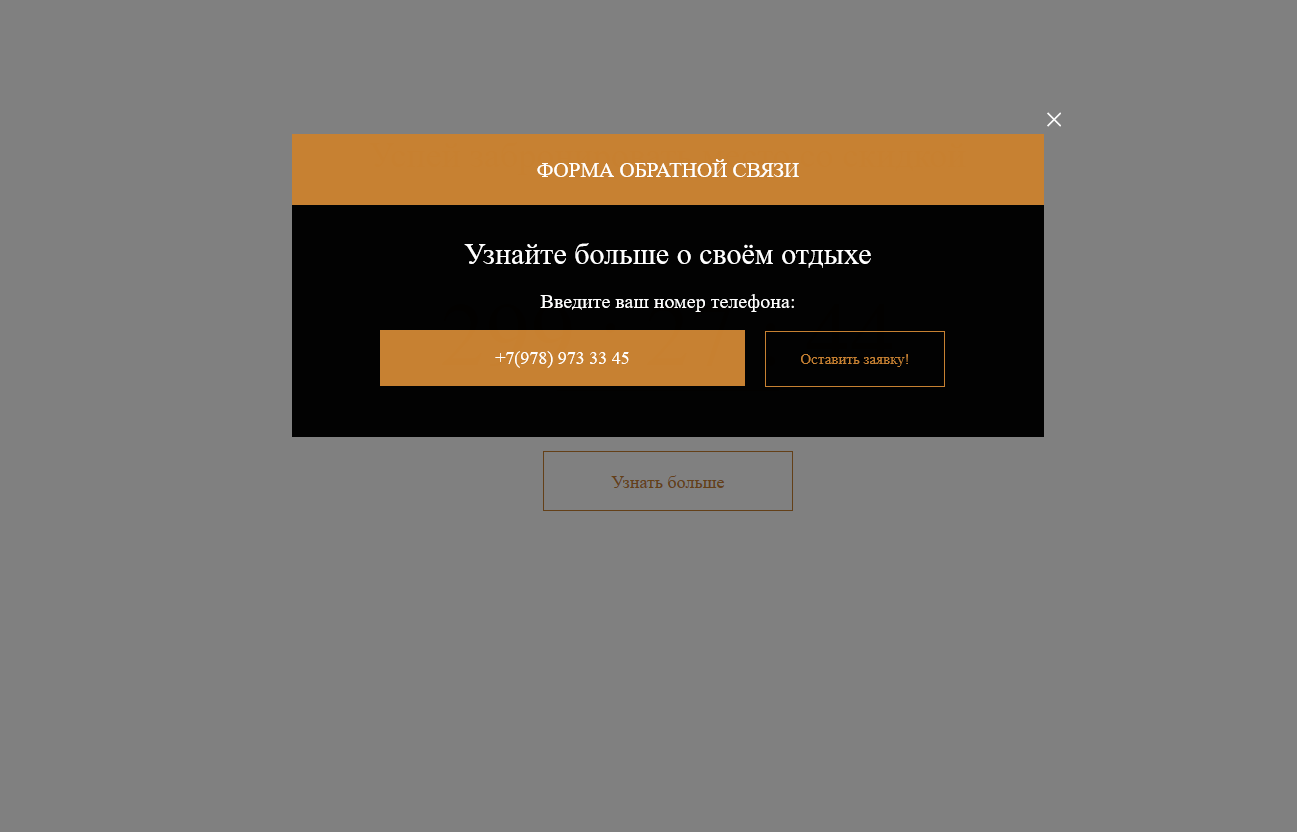 ФОРМА ОБРАТНОЙ СВЯЗИ
Узнайте больше о своём отдыхе
Введите ваш номер телефона:
+7(978) 973 33 45
Оставить заявку!
Узнать больше